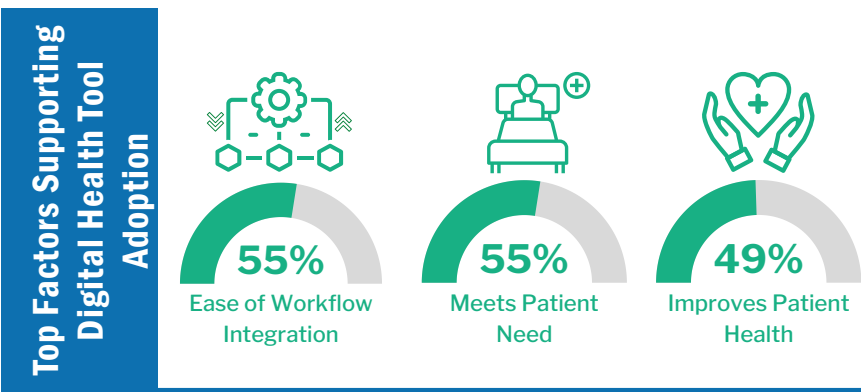 Top Factors Supporting
Digital Health Tool
Adoption
55%
Ease of Workflow
Integration
55%
Meets Patient
Need
49%
Improves Patient
Health